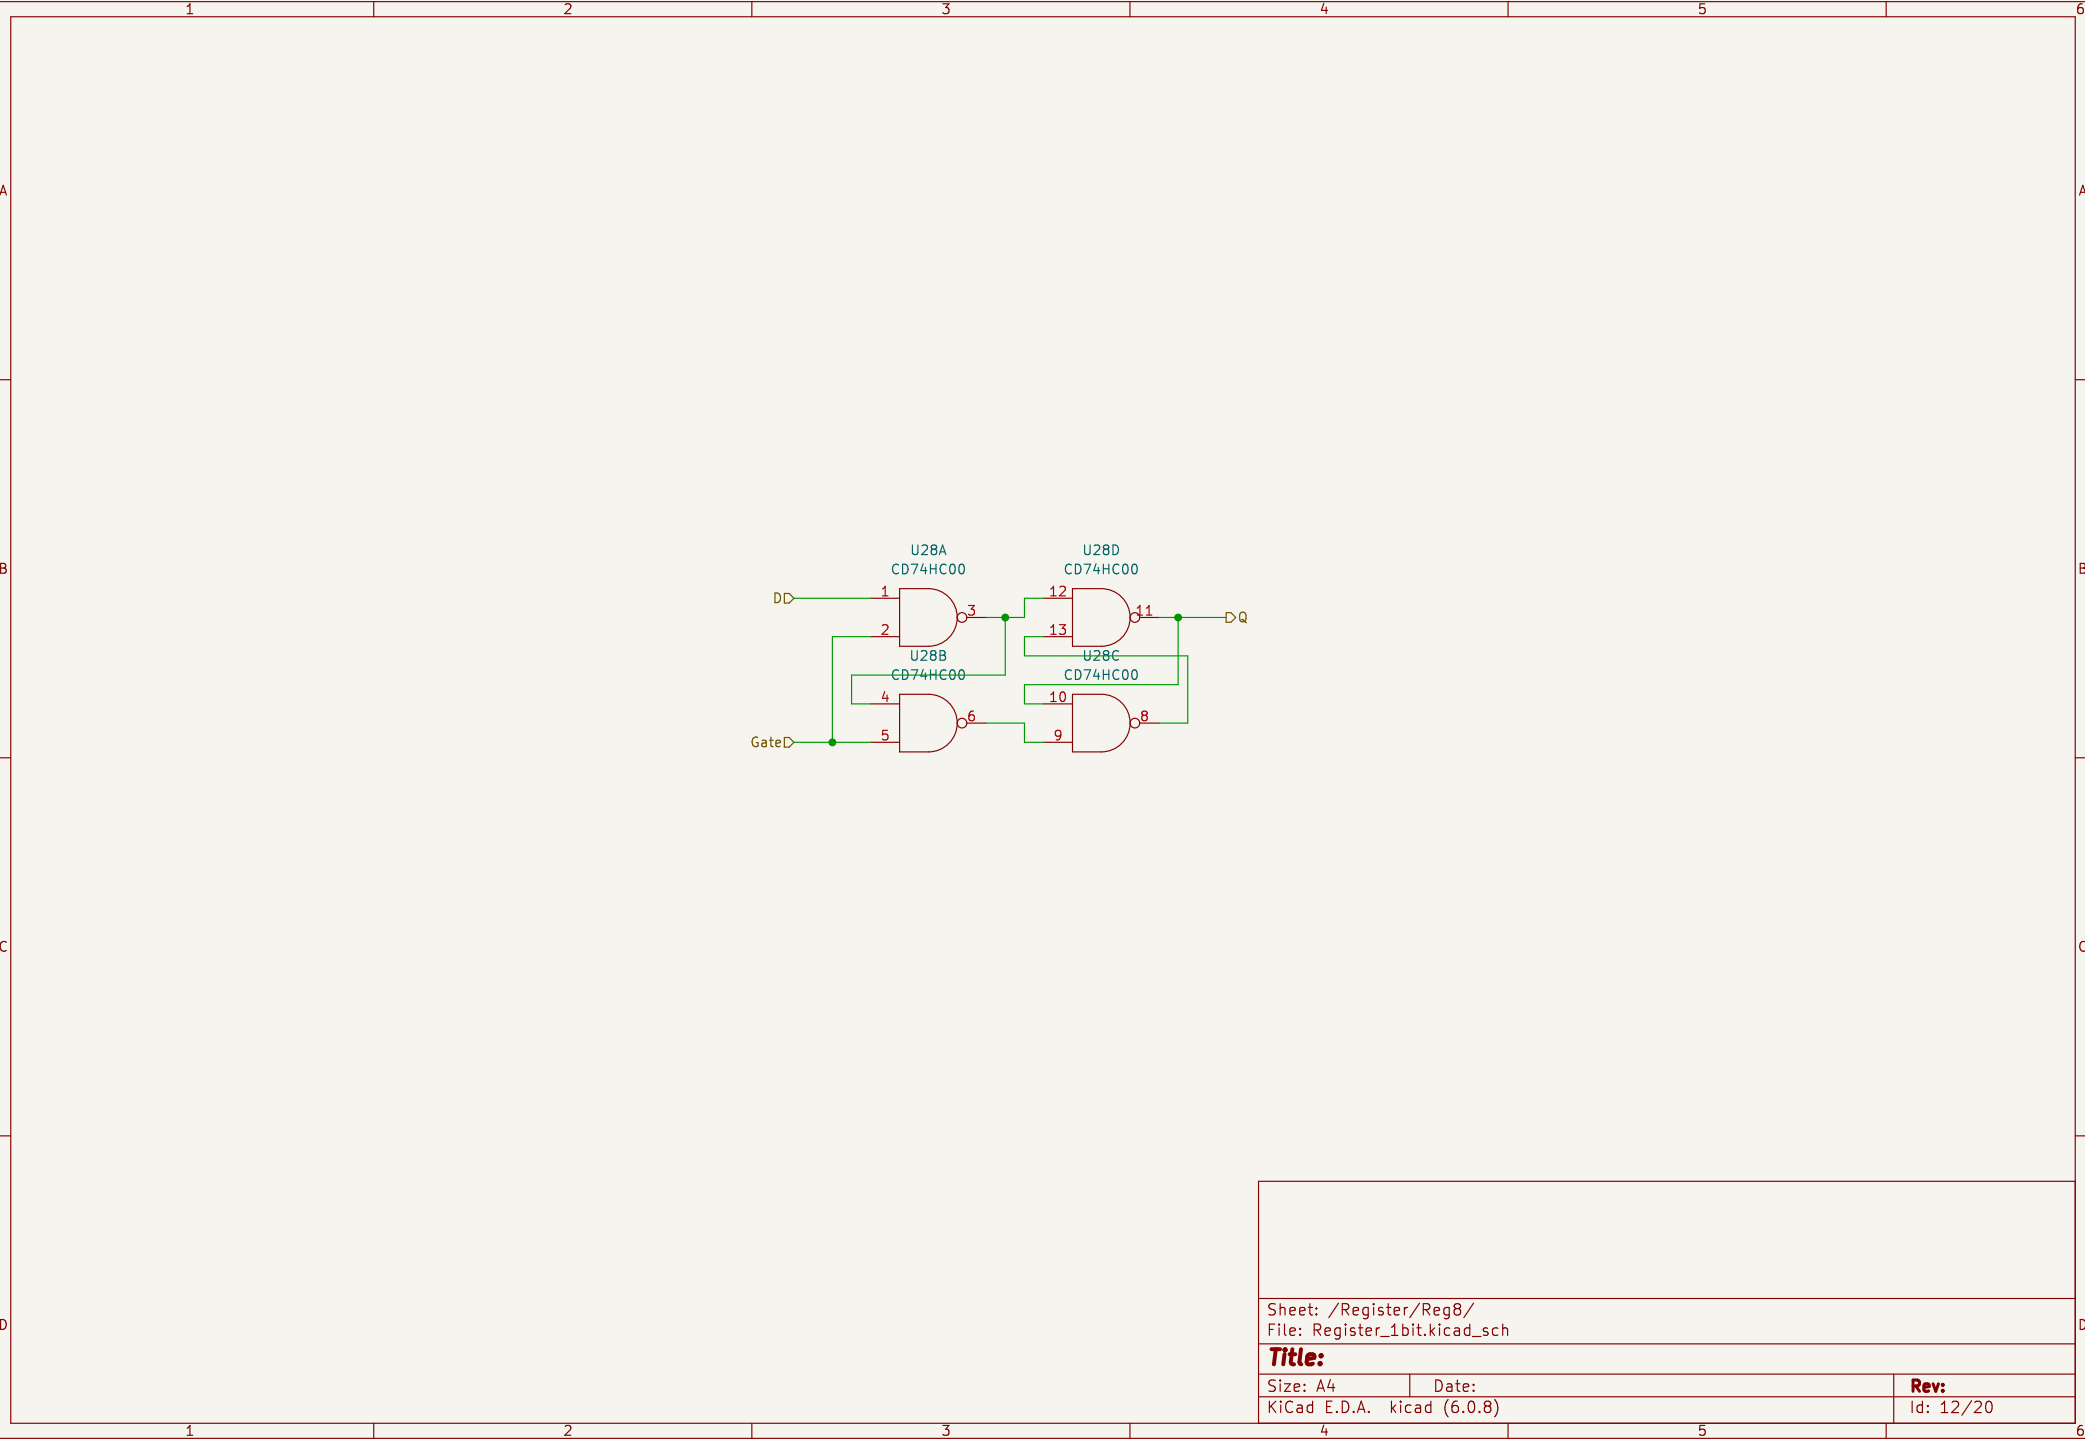 1 2 3 4 5 6
A A
U28A U28D
CD74HC00 CD74HC00
B B
D 1 2 3 12 13 11 Q
U28B U28C
CD74HC00 CD74HC00
Gate 4 5 6 10 9 8
C C
Sheet: /Register/Reg8/
File: Register_1bit.kicad_sch
D D
Title:
Size: A4 Date: Rev:
KiCad E.D.A. kicad (6.0.8) Id: 12/20
1 2 3 4 5 6